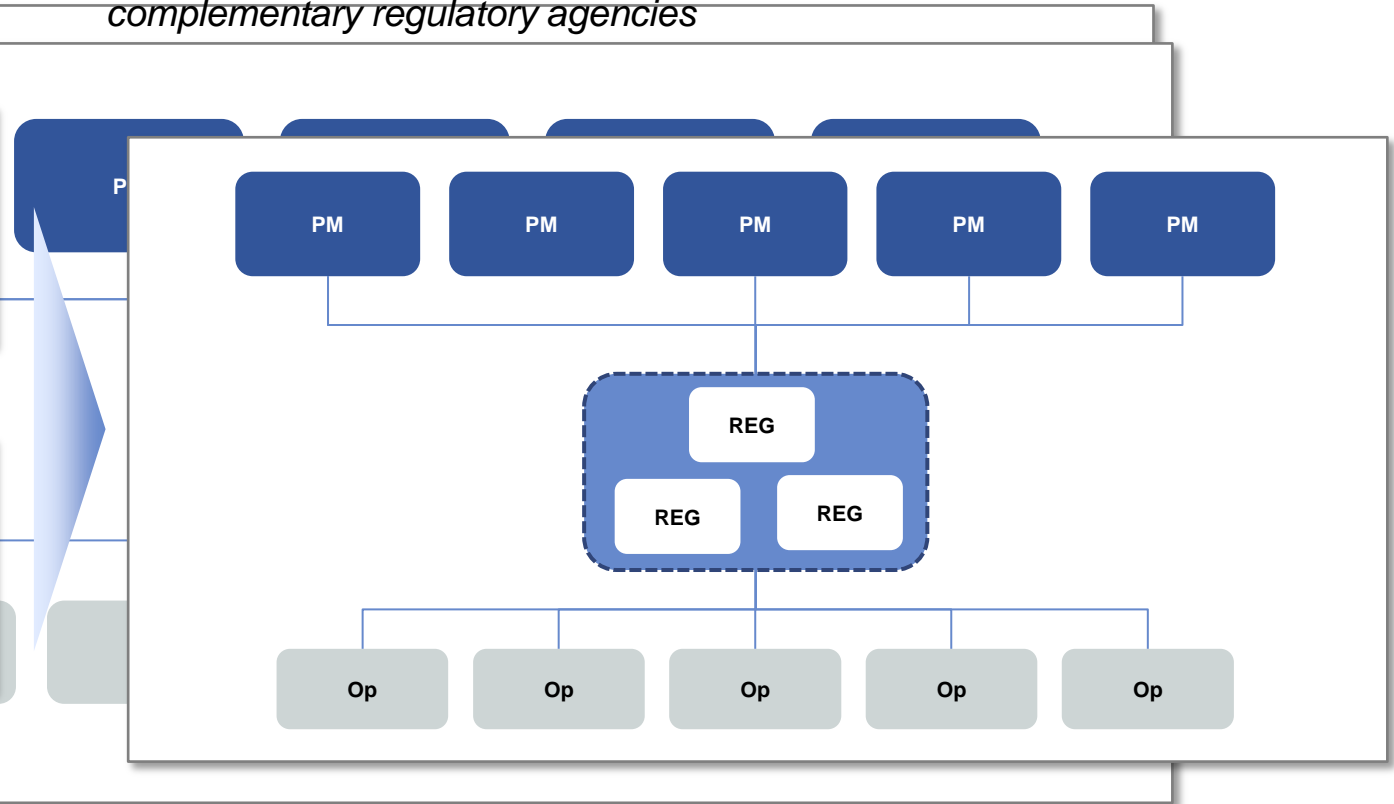 complementary regulatory agencies
P
PM PM PM PM PM
REG
REG REG
Op Op Op Op Op